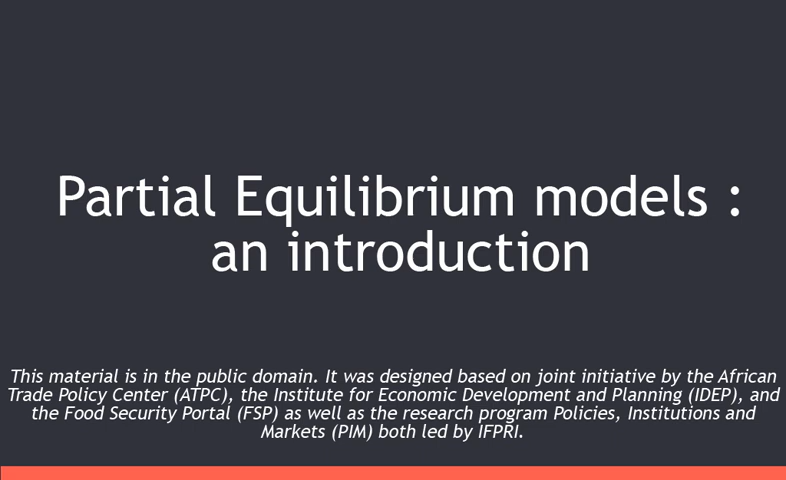 Partial Equilibrium models :
an introduction
This material is in the public domain. It was designed based on joint initiative by the African
Trade Policy Center (ATPC), the Institute for Economic Development and Planning (IDEP), and
the Food Security Portal (FSP) as well as the research program Policies, Institutions and
Markets (PIM) both led by IFPRI.